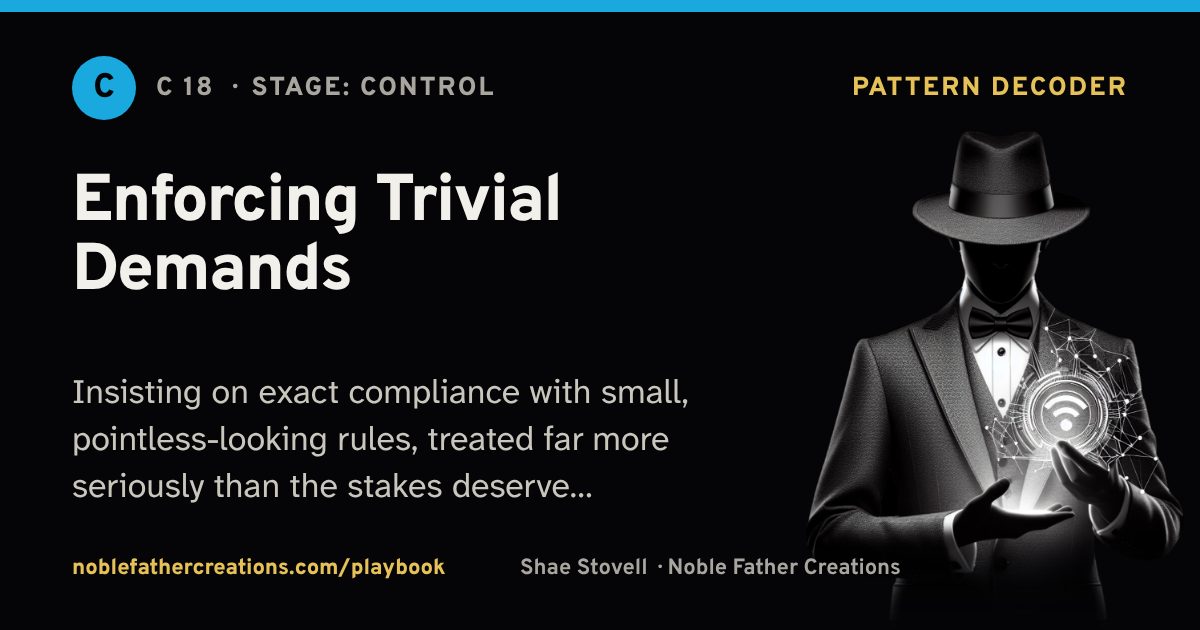 C
C 18 · STAGE: CONTROL
PATTERN DECODER
Enforcing Trivial
Demands
Insisting on exact compliance with small,
pointless-looking rules, treated far more
seriously than the stakes deserve...
noblefathercreations.com/playbook
Shae Stovell · Noble Father Creations